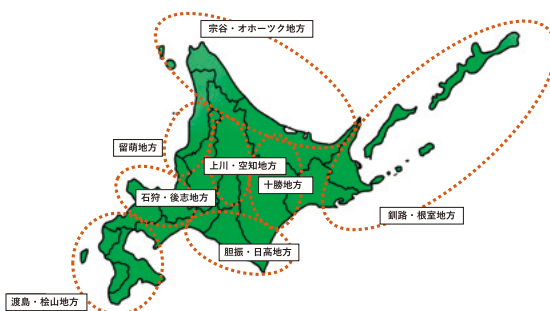 宗谷・オホーツク地方
留萌地方
上川・空知地方
十勝地方
石狩・後志地方
釧路・根室地方
胆振・日高地方
渡島・桧山地方